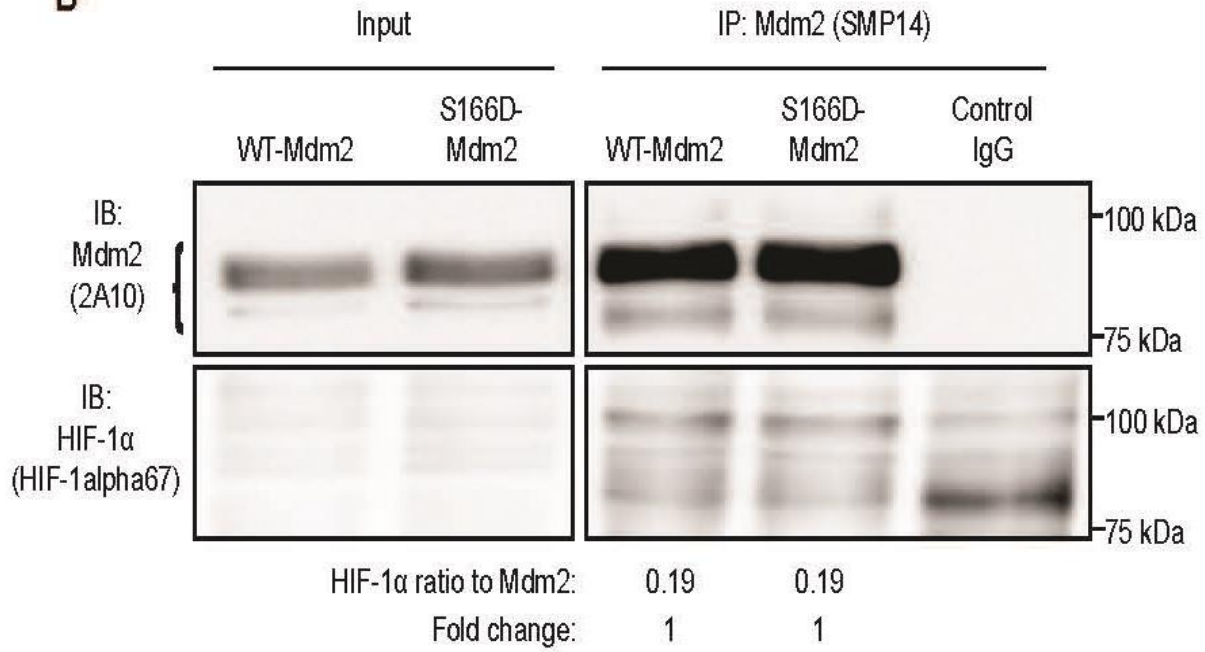 B
Input IP: Mdm2 (SMP14)
WT-Mdm2 S166D-Mdm2 WT-Mdm2 S166D-Mdm2 Control IgG
IB:
Mdm2
(2A10)
100 kDa
75 kDa
IB:
HIF-1α
(HIF-1alpha67)
100 kDa
75 kDa
HIF-1α ratio to Mdm2: 0.19 0.19
Fold change: 1 1